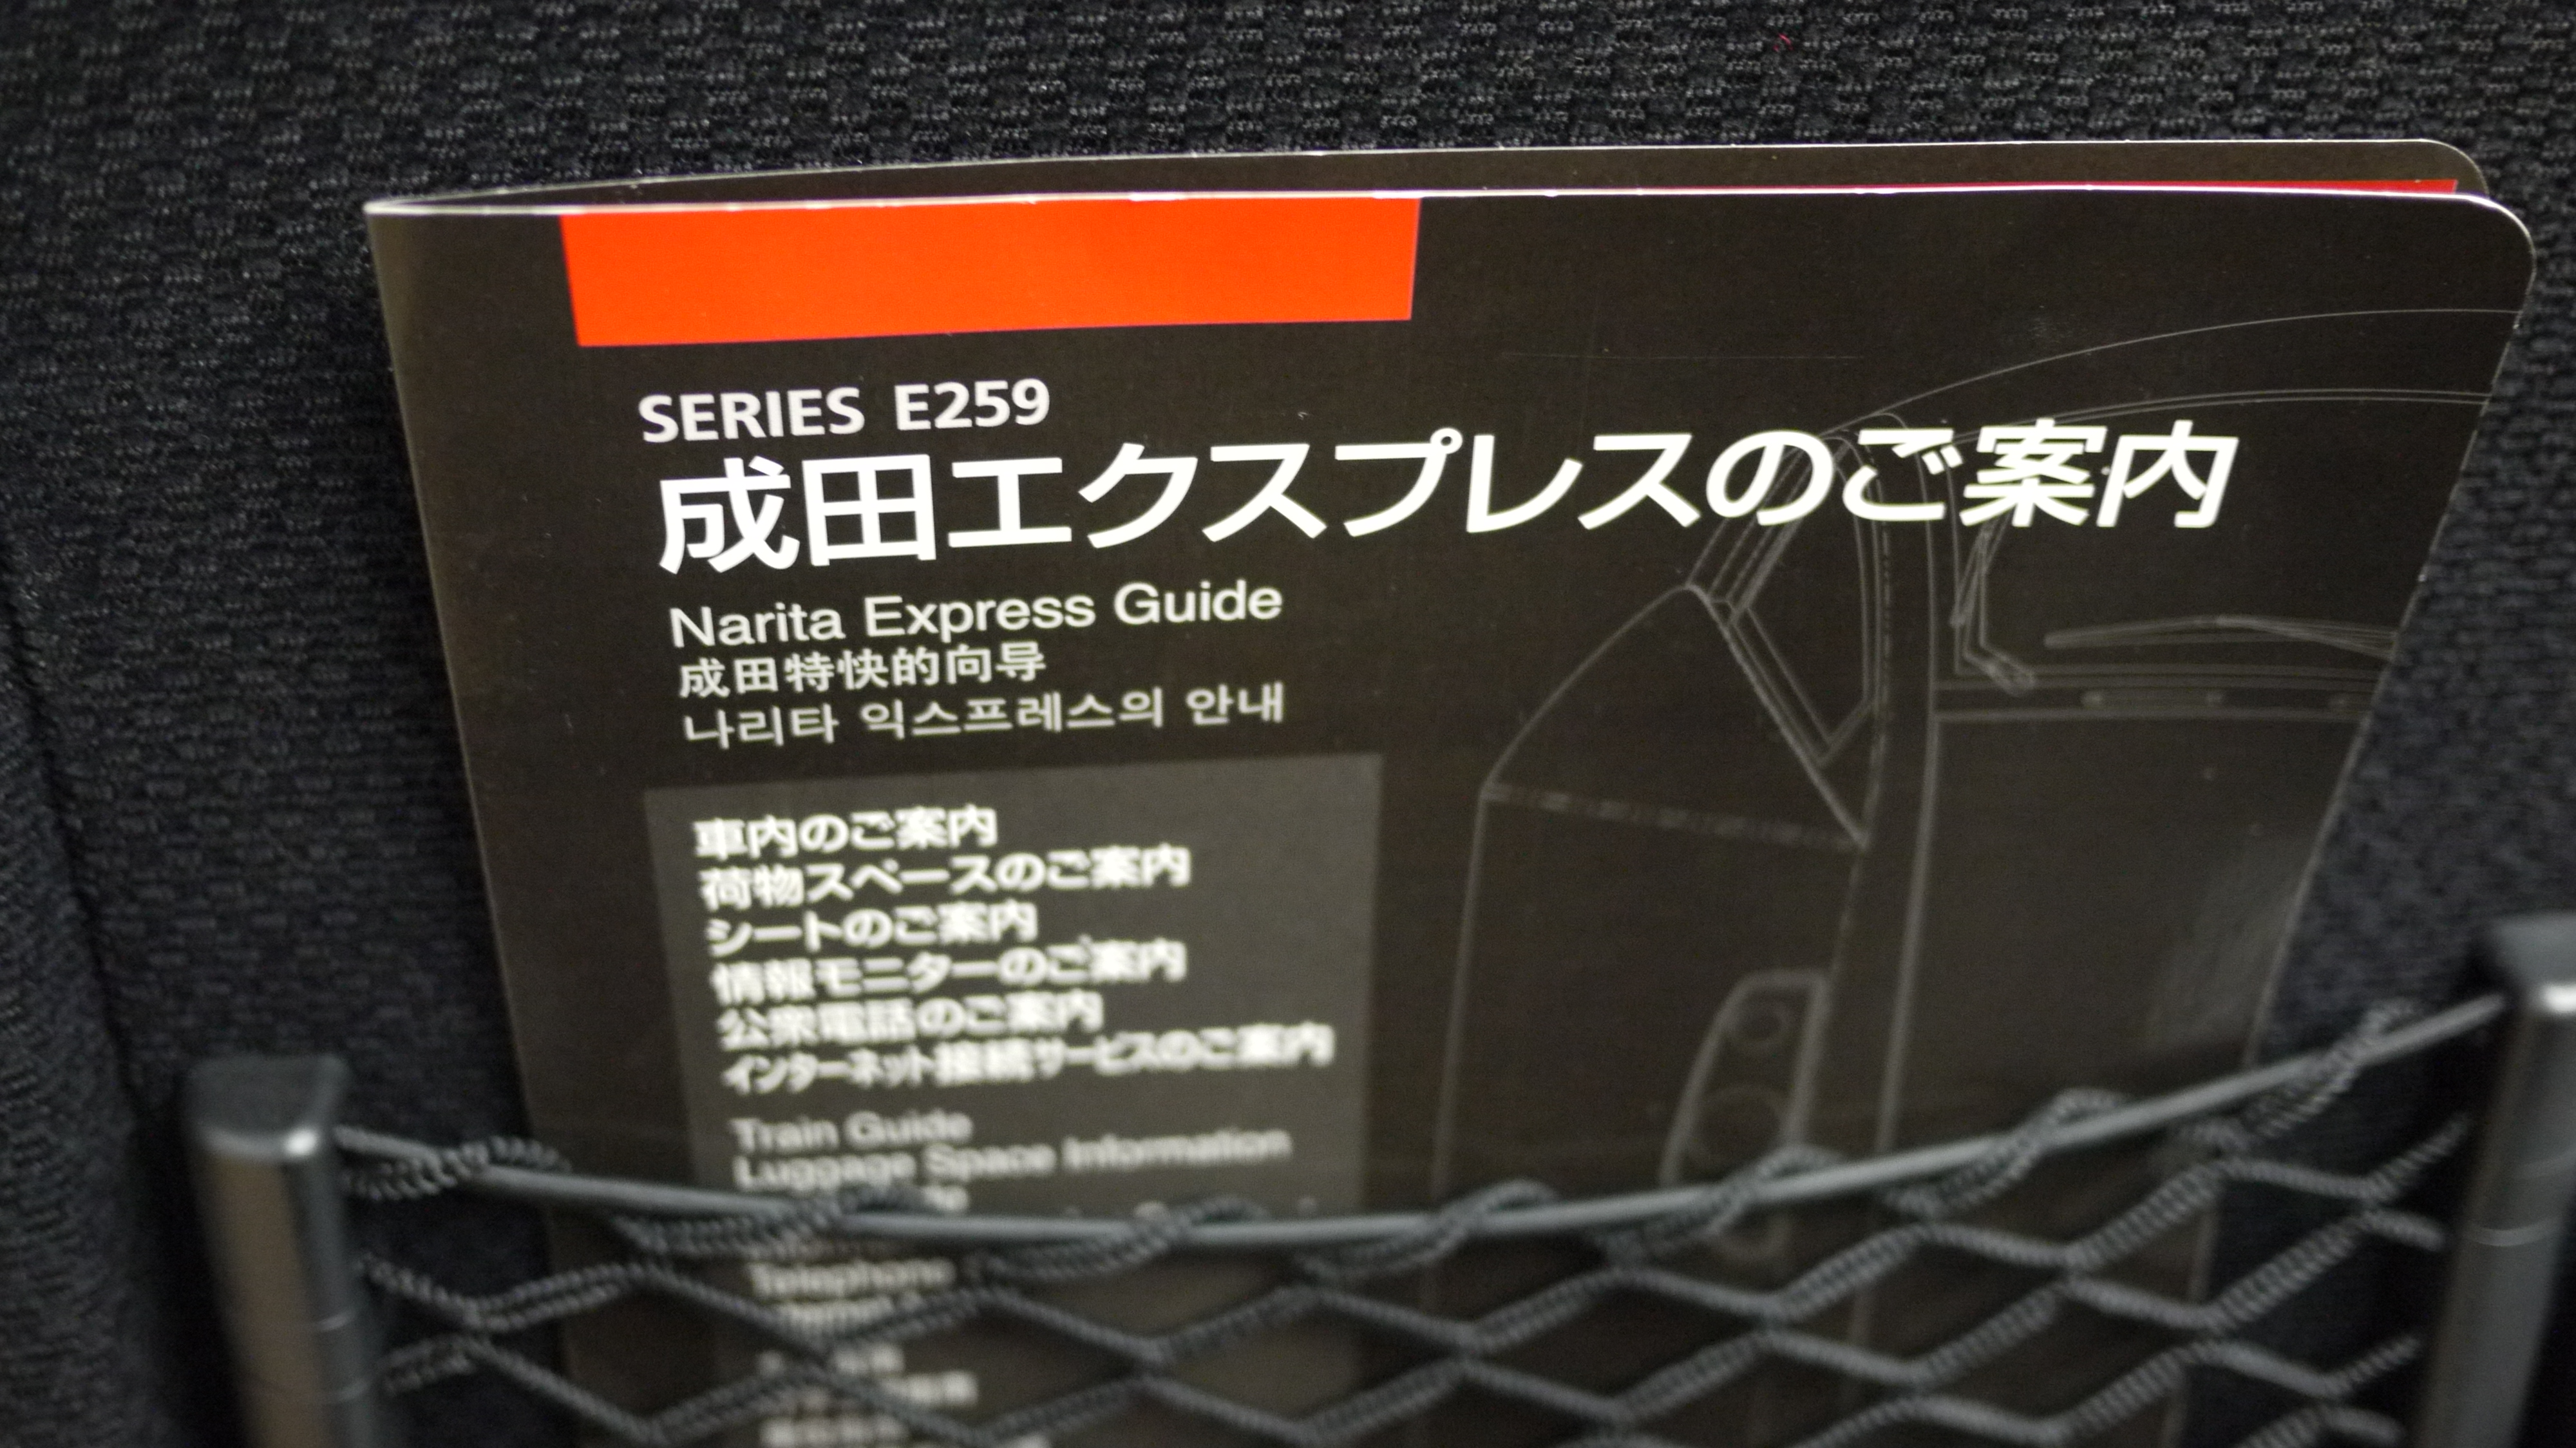 SERIES E259
成田エクスプレスのご案内
Narita Express Guide
成田特快的向导
나리타 익스프레스의 안내
車内のご案内
荷物スペースのご案内
シートのご案内
情報モニターのご案内
公衆電話のご案内
インターネット接続サービスのご案内
Train Guide
Luggage Space Information
Telephone